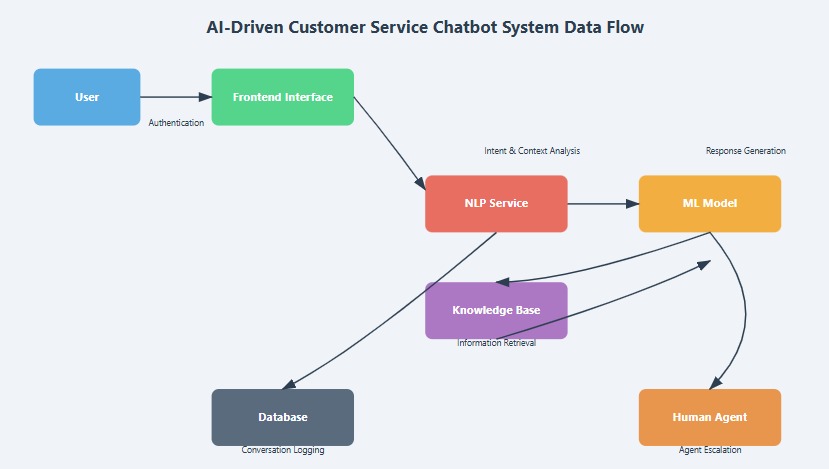 AI-Driven Customer Service Chatbot System Data Flow
User
Frontend Interface
Authentication
Intent & Context Analysis
Response Generation
NLP Service
ML Model
Knowledge Base
Information Retrieval
Database
Human Agent
Conversation Logging
Agent Escalation